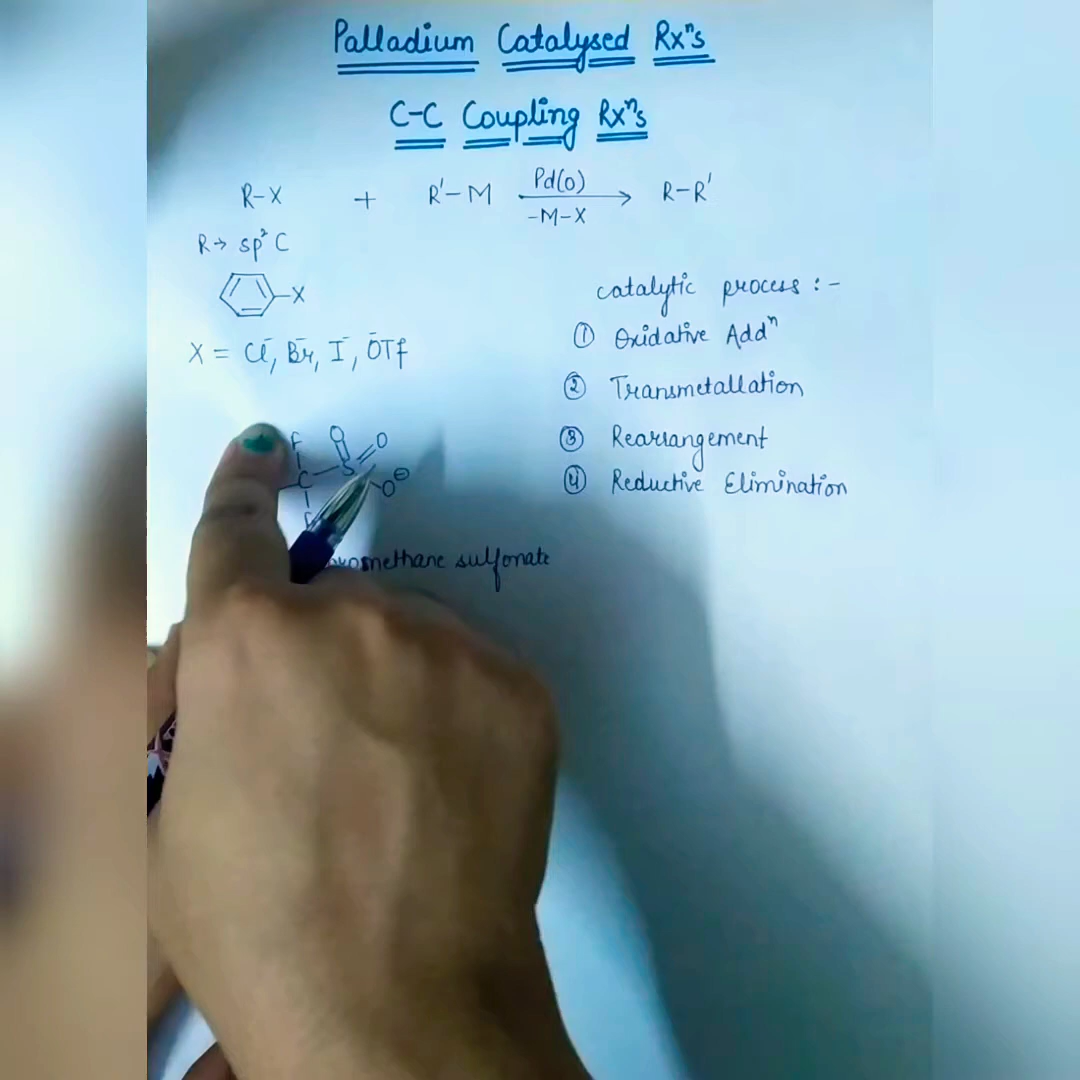 Palladium Catalysed Rxⁿs
C-C Coupling Rxⁿs
R-X + R'-M Pd(0) -M-X R-R'
R→ sp² C
X
X = Cl⁻, Br⁻, I⁻, ŌTf
catalytic process :-
① Oxidative Addⁿ
② Transmetallation
③ Rearrangement
④ Reductive Elimination
F O O
C S
O⊖
sulfonate